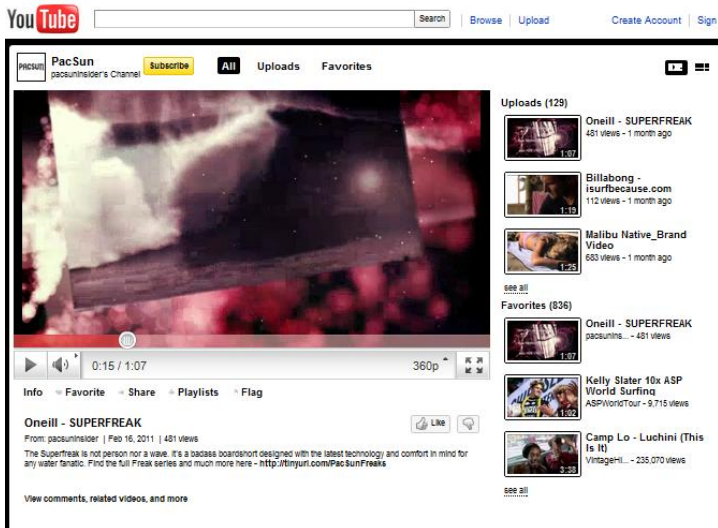 YouTube
Search Browse Upload Create Account Sign
PACSUN
PacSun
pacsuninsider's Channel
Subscribe
All Uploads Favorites
Uploads (129)
Oneill - SUPERFREAK
481 views - 1 month ago
1:07
Billabong -
isurfbecause.com
112 views - 1 month ago
1:19
Malibu Native_Brand
Video
683 views - 1 month ago
1:25
see all
Favorites (836)
Oneill - SUPERFREAK
pacsunins... - 481 views
1:07
Kelly Slater 10x ASP
World Surfing
ASPWorldTour - 9,715 views
1:02
Camp Lo - Luchini (This
Is It)
VintageHi... - 235,070 views
3:38
see all
0:15 / 1:07
360p
Info Favorite Share Playlists Flag
Oneill - SUPERFREAK
Like
From: pacsuninsider | Feb 16, 2011 | 481 views
The Superfreak is not person nor a wave. It's a badass boardshort designed with the latest technology and comfort in mind for
any water fanatic. Find the full Freak series and much more here - http://tinyurl.com/PacSunFreaks
View comments, related videos, and more